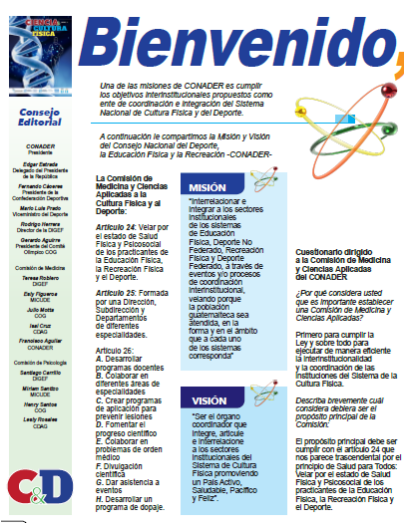 CIENCIA
CULTURA
FÍSICA
Bienvenido,
Una de las misiones de CONADER es cumplir
los objetivos interinstitucionales propuestos como
ente de coordinación e integración del Sistema
Nacional de Cultura Física y del Deporte.
A continuación le compartimos la Misión y Visión
del Consejo Nacional del Deporte,
la Educación Física y la Recreación -CONADER-
Consejo
Editorial
CONADER
Presidente
Edgar Estrada
Delegado del Presidente
de la República
Fernando Cáceres
Presidente de la
Confederación Deportiva
Mario Luis Prado
Viceministro del Deporte
Rodrigo Herrera
Director de la DIGEF
Gerardo Aguirre
Presidente del Comité
Olímpico COG
Comisión de Medicina
Teresa Roblero
DIGEF
Esly Figueroa
MICUDE
Julio Motta
COG
Isel Cruz
CDAG
Francisco Aguilar
CONADER
Comisión de Psicología
Santiago Carrillo
DIGEF
Miriam Santizo
MICUDE
Henry Santos
COG
Lesly Rosales
CDAG
C&D
La Comisión de
Medicina y Ciencias
Aplicadas a la
Cultura Física y al
Deporte:
Artículo 24: Velar por
el estado de Salud
Física y Psicosocial
de los practicantes de
la Educación Física,
la Recreación Física
y el Deporte.
Artículo 25: Formada
por una Dirección,
Subdirección y
Departamentos
de diferentes
especialidades.
Artículo 26:
A. Desarrollar
programas docentes
B. Colaborar en
diferentes áreas de
especialidades
C. Crear programas
de aplicación para
prevenir lesiones
D. Fomentar el
progreso científico
E. Colaborar en
problemas de orden
médico
F. Divulgación
científica
G. Dar asistencia a
eventos
H. Desarrollar un
programa de dopaje.
MISIÓN
"Interrelacionar e
integrar a los sectores
institucionales
de los sistemas
de Educación
Física, Deporte No
Federado, Recreación
Física y Deporte
Federado, a través de
eventos y/o procesos
de coordinación
interinstitucional,
velando porque
la población
guatemalteca sea
atendida, en la
forma y en el ámbito
que a cada uno
de los sistemas
corresponda"
VISIÓN
"Ser el órgano
coordinador que
integre, articule
e interrelacione
a los sectores
institucionales del
Sistema de Cultura
Física promoviendo
un País Activo,
Saludable, Pacífico
y Feliz".
Cuestionario dirigido
a la Comisión de Medicina
y Ciencias Aplicadas
del CONADER
¿Por qué considera usted
que es importante establecer
una Comisión de Medicina y
Ciencias Aplicadas?
Primero para cumplir la
Ley y sobre todo para
ejecutar de manera eficiente
la interinstitucionalidad
y la coordinación de las
Instituciones del Sistema de la
Cultura Física.
Describa brevemente cuál
considera debiera ser el
propósito principal de la
Comisión:
El propósito principal debe ser
cumplir con el artículo 24 que
nos parece trascendental por el
principio de Salud para Todos:
Velar por el estado de Salud
Física y Psicosocial de los
practicantes de la Educación
Física, la Recreación Física y
el Deporte.